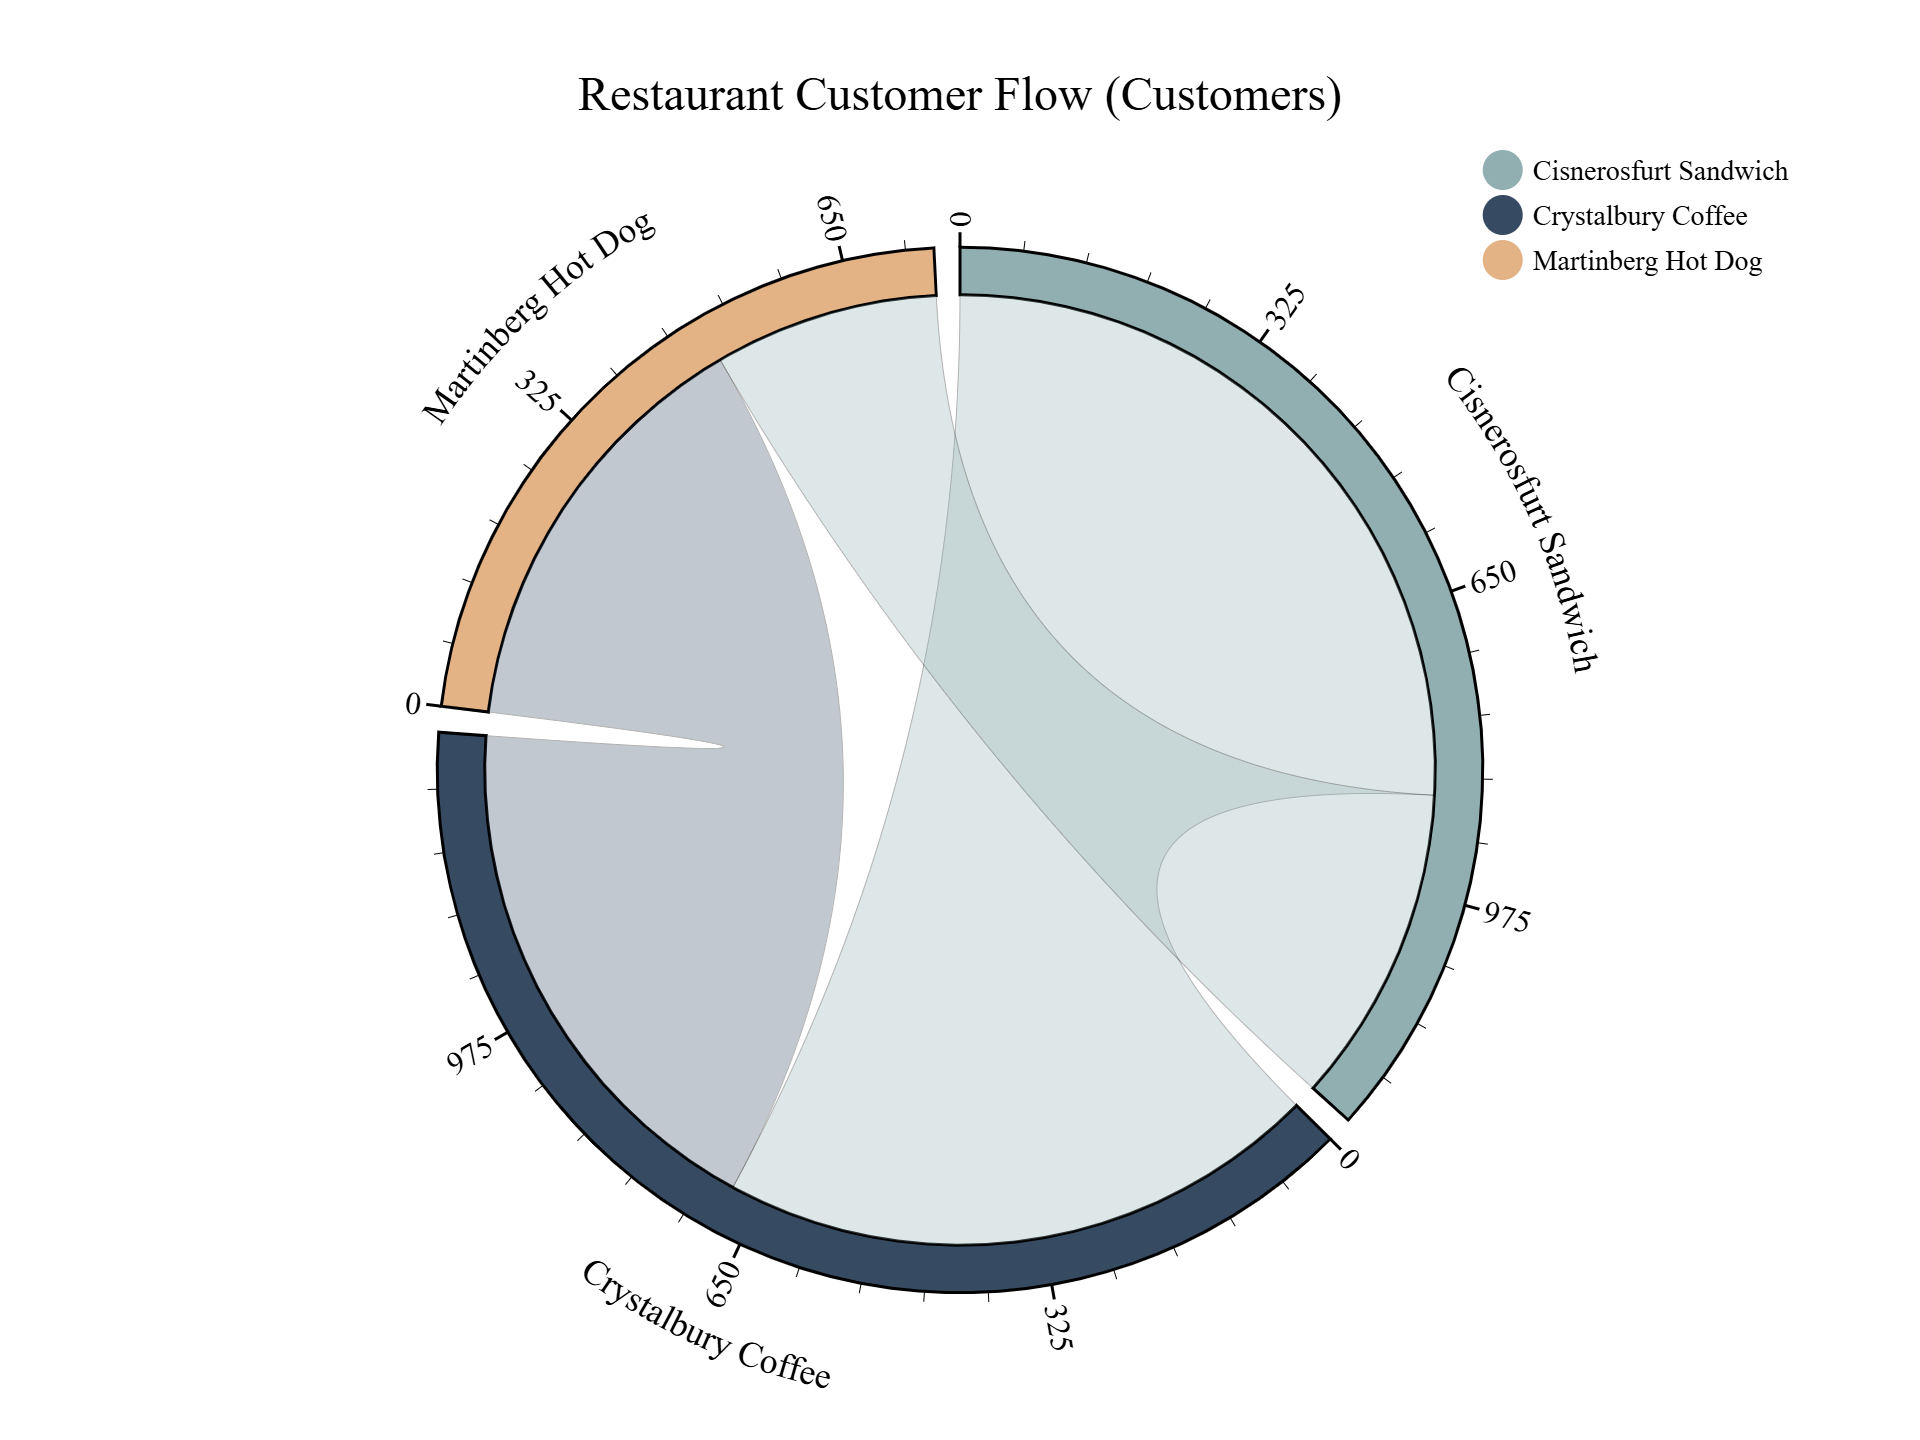 Restaurant Customer Flow (Customers)
Cisnerosfurt Sandwich
Crystalbury Coffee
Martinberg Hot Dog
0
325
650
975
Cisnerosfurt Sandwich
0
325
650
975
Crystalbury Coffee
0
325
650
Martinberg Hot Dog